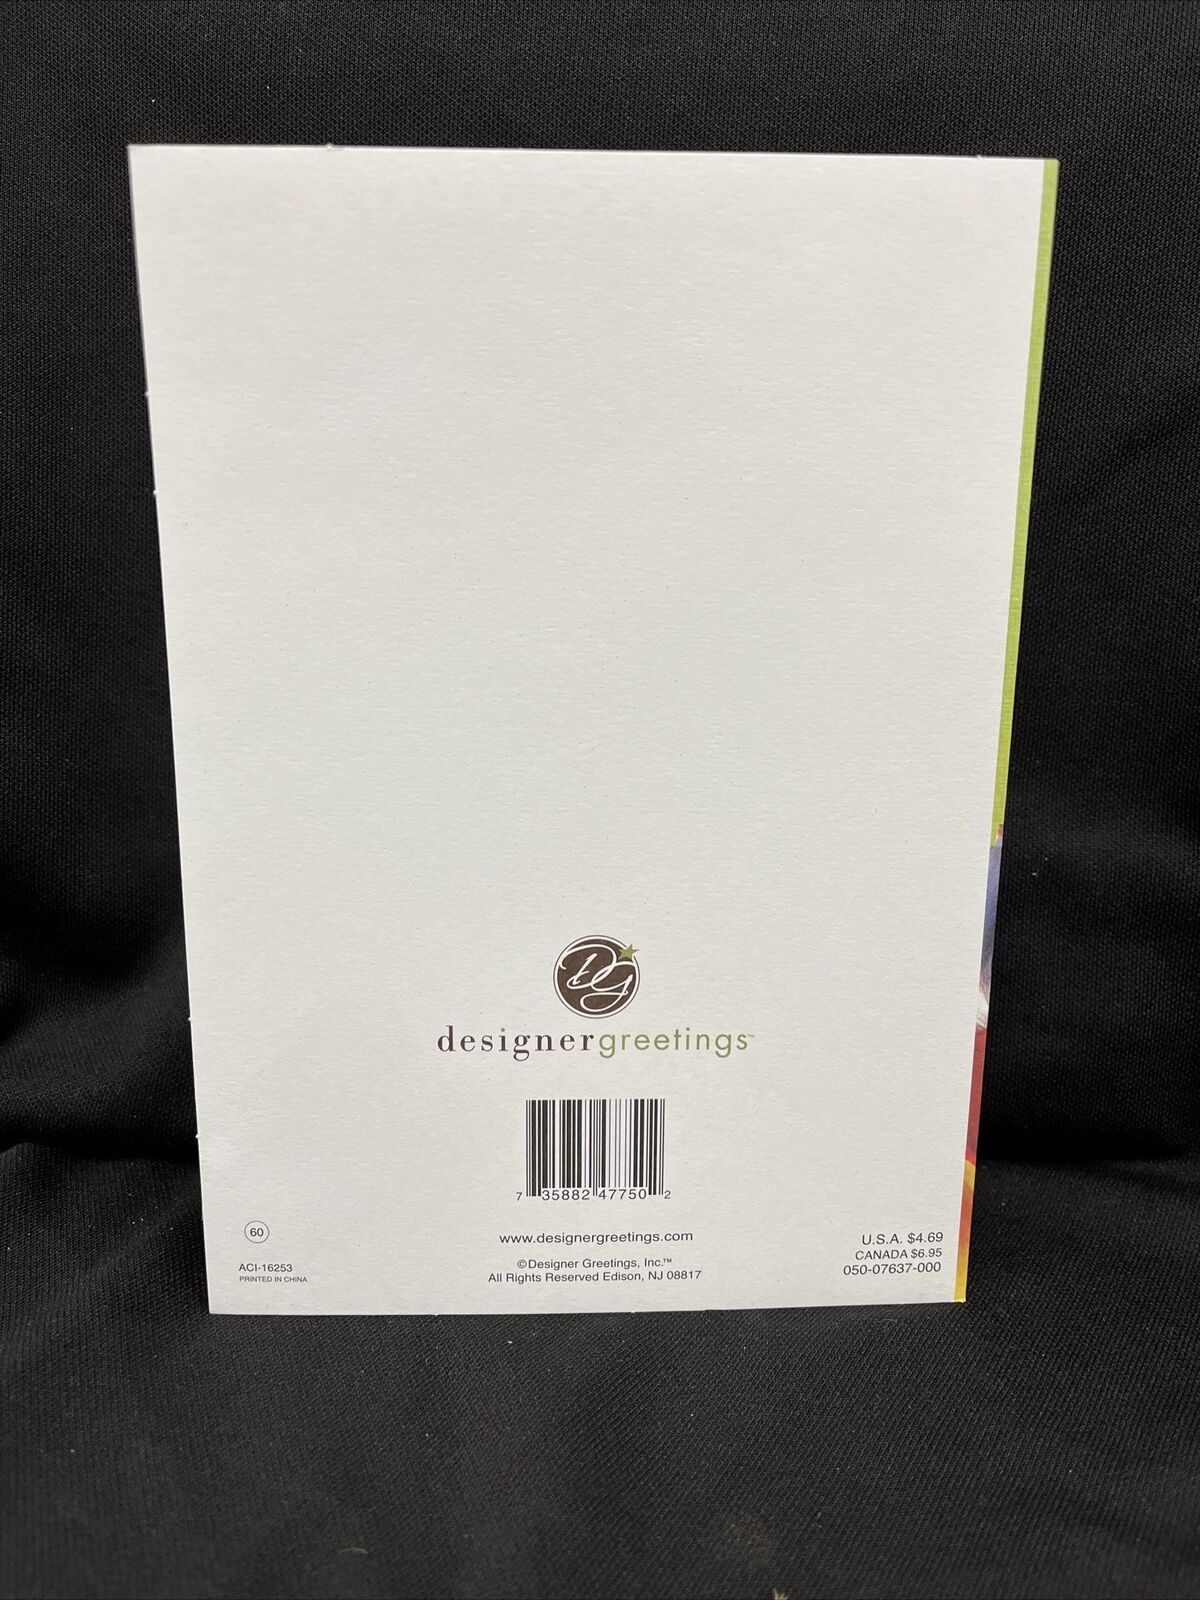 DG
designergreetings™
7 35882 47750 2
60
www.designergreetings.com
U.S.A. $4.69
CANADA $6.95
050-07637-000
ACI-16253
PRINTED IN CHINA
©Designer Greetings, Inc.™
All Rights Reserved Edison, NJ 08817